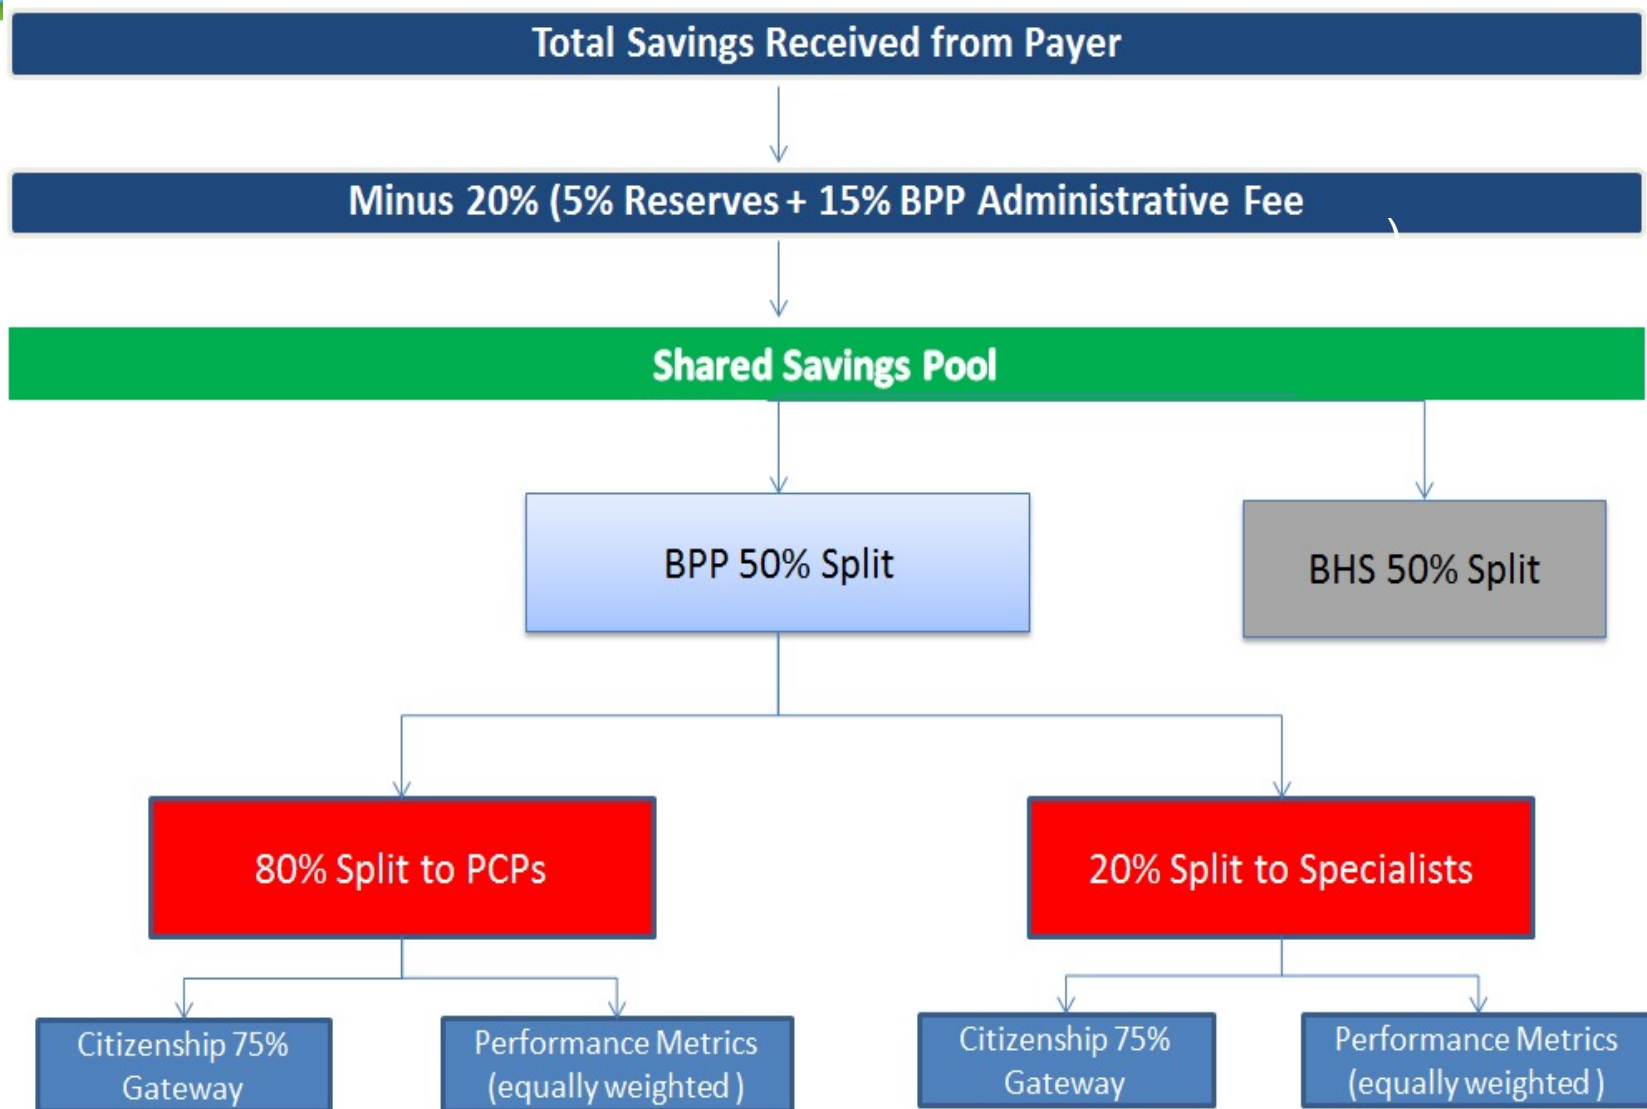 Total Savings Received from Payer
Minus 20% (5% Reserves + 15% BPP Administrative Fee )
Shared Savings Pool
BPP 50% Split
BHS 50% Split
80% Split to PCPs
20% Split to Specialists
Citizenship 75%
Gateway
Performance Metrics
(equally weighted )
Citizenship 75%
Gateway
Performance Metrics
(equally weighted )